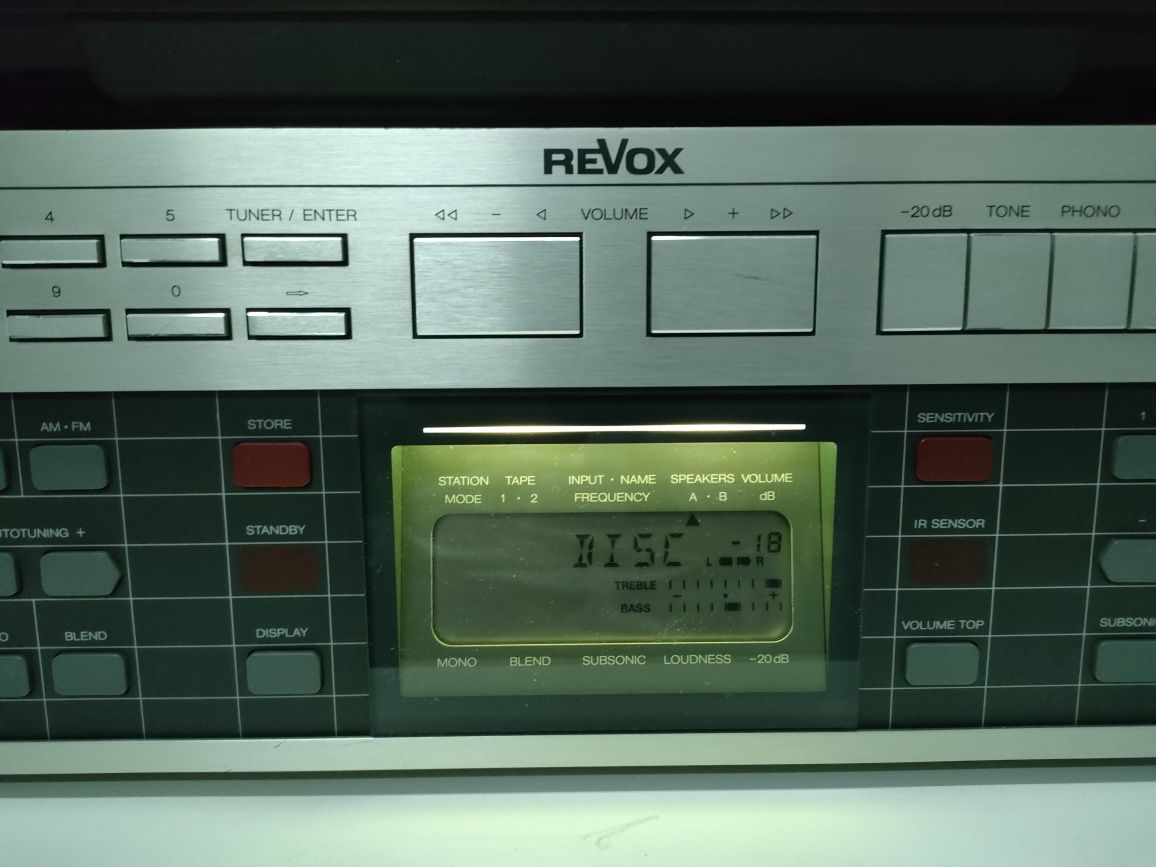 REVOX
4 5 TUNER / ENTER ◁◁ – ◁ VOLUME ▷ + ▷▷ -20 dB TONE PHONO
9 0 ⇨
AM • FM STORE SENSITIVITY 1
STATION TAPE INPUT • NAME SPEAKERS VOLUME
MODE 1 • 2 FREQUENCY A • B dB
STANDBY IR SENSOR –
DISC -18
L R
TREBLE
– • +
BASS
BLEND DISPLAY VOLUME TOP
MONO BLEND SUBSONIC LOUDNESS -20 dB